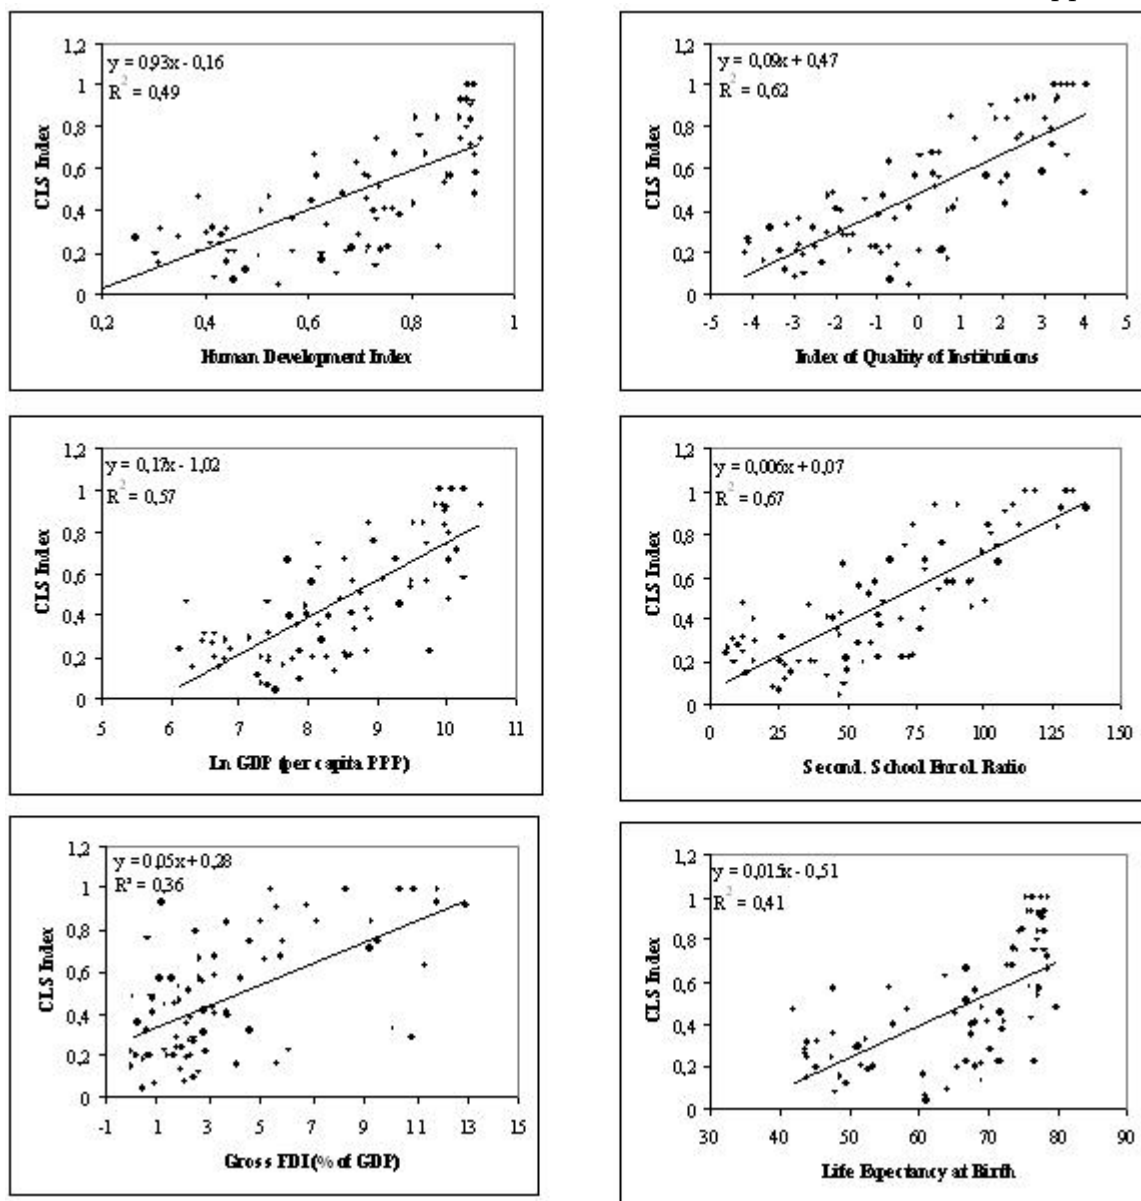 1,2
1
0,8
0,6
0,4
0,2
0
CLS Index
y = 0,93x - 0,16
R2 = 0,49
0,2 0,4 0,6 0,8 1
Human Development Index
1,2
1
0,8
0,6
0,4
0,2
0
CLS Index
y = 0,09x + 0,47
R2 = 0,62
-5 -4 -3 -2 -1 0 1 2 3 4 5
Index of Quality of Institutions
1,2
1
0,8
0,6
0,4
0,2
0
CLS Index
y = 0,17x - 1,02
R2 = 0,57
5 6 7 8 9 10 11
Ln GDP (per capita PPP)
1,2
1
0,8
0,6
0,4
0,2
0
CLS Index
y = 0,006x + 0,07
R2 = 0,67
0 25 50 75 100 125 150
Second. School Enrol. Ratio
1,2
1
0,8
0,6
0,4
0,2
0
CLS Index
y = 0,05x + 0,28
R² = 0,36
-1 1 3 5 7 9 11 13 15
Gross FDI (% of GDP)
1,2
1
0,8
0,6
0,4
0,2
0
CLS Index
y = 0,015x - 0,51
R2 = 0,41
30 40 50 60 70 80 90
Life Expectancy at Birth